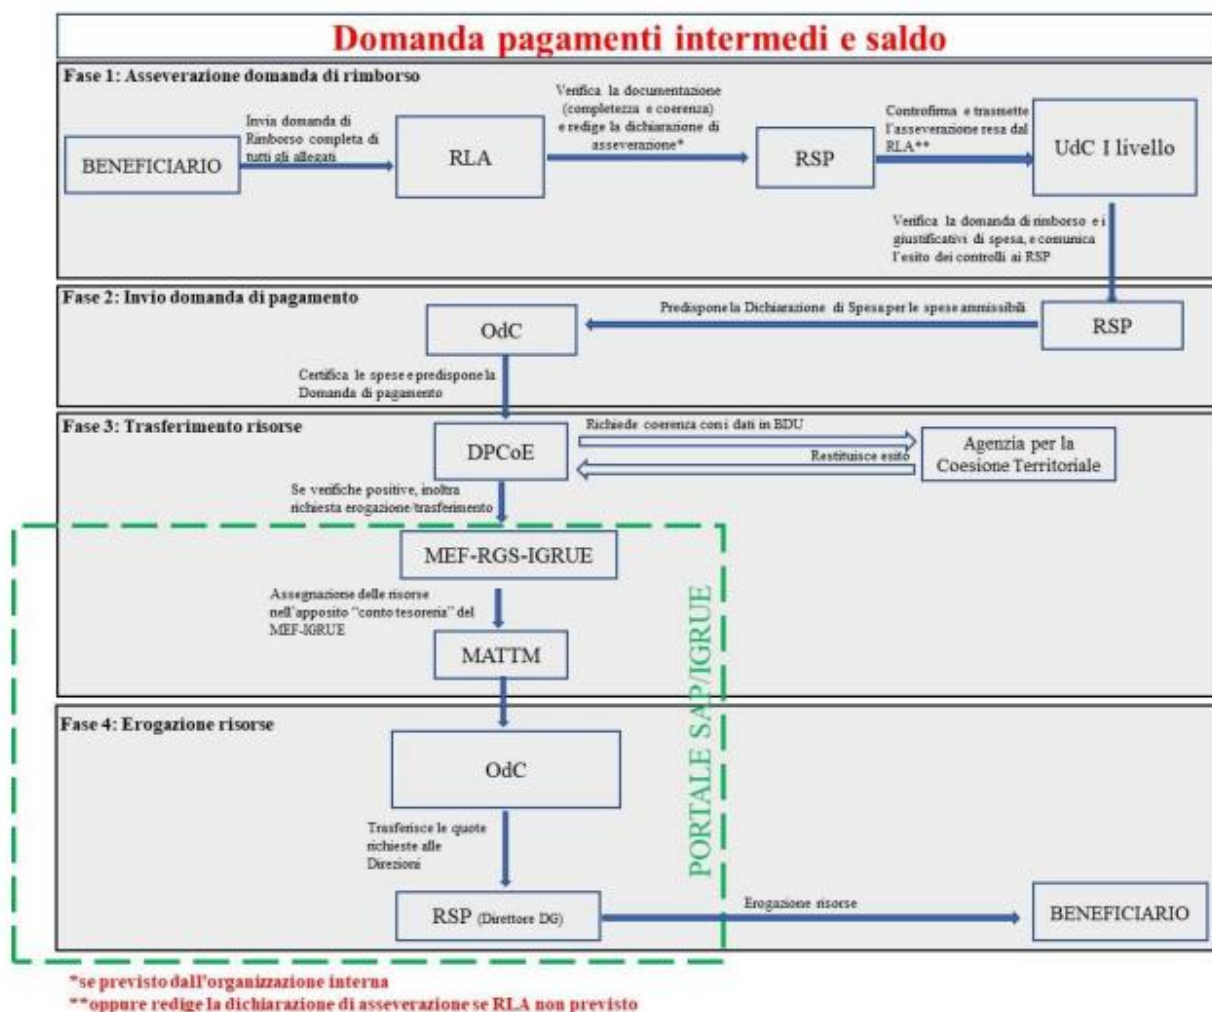 Domanda pagamenti intermedi e saldo
Fase 1: Asseverazione domanda di rimborso
Invia domanda di
Rimborso completa di
tutti gli allegati
Verifica la documentazione
(completezza e coerenza)
e redige la dichiarazione di
asseverazione*
Controfirma e trasmette
l'asseverazione resa dal
RLA**
BENEFICIARIO
RLA
RSP
UdC I livello
Verifica la domanda di rimborso e i
giustificativi di spesa, e comunica
l'esito dei controlli ai RSP
Fase 2: Invio domanda di pagamento
Predispone la Dichiarazione di Spesa per le spese ammissibili
OdC
RSP
Certifica le spese e predispone la
Domanda di pagamento
Fase 3: Trasferimento risorse
Richiede coerenza con i dati in BDU
DPCoE
Restituisce esito
Agenzia per la
Coesione Territoriale
Se verifiche positive, inoltra
richiesta erogazione/trasferimento
MEF-RGS-IGRUE
Assegnazione delle risorse
nell'apposito "conto tesoreria" del
MEF-IGRUE
MATTM
PORTALE SAP/IGRUE
Fase 4: Erogazione risorse
OdC
Trasferisce le quote
richieste alle
Direzioni
RSP (Direttore DG)
Erogazione risorse
BENEFICIARIO
*se previsto dall'organizzazione interna
**oppure redige la dichiarazione di asseverazione se RLA non previsto